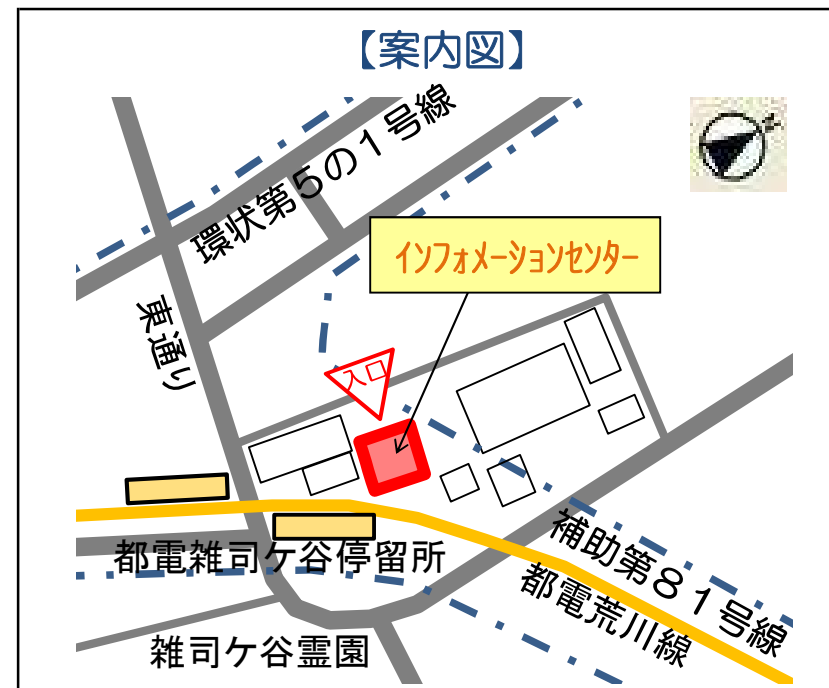 【案内図】
環状第5の1号線
インフォメーションセンター
東通り
入口
補助第81号線
都電雑司ケ谷停留所
都電荒川線
雑司ケ谷霊園